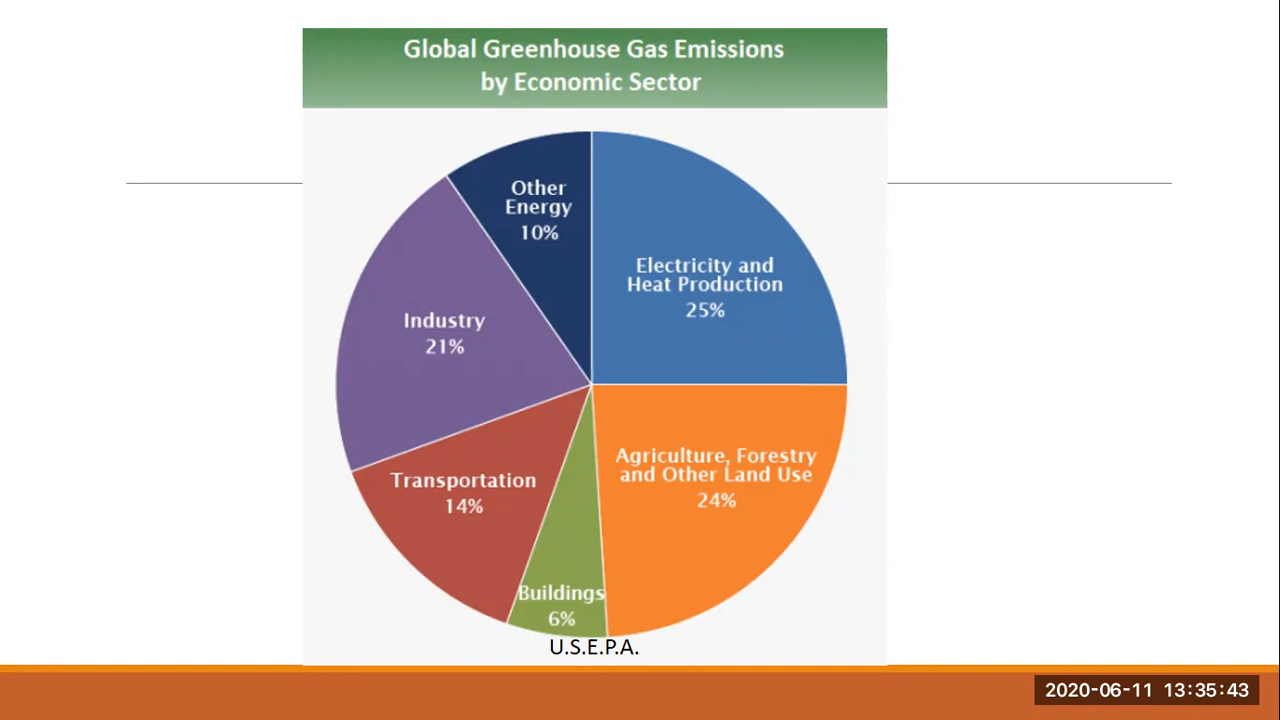 Global Greenhouse Gas Emissions
by Economic Sector
Other
Energy
10%
Electricity and
Heat Production
25%
Industry
21%
Agriculture, Forestry
and Other Land Use
24%
Transportation
14%
Buildings
6%
U.S.E.P.A.
2020-06-11 13:35:43